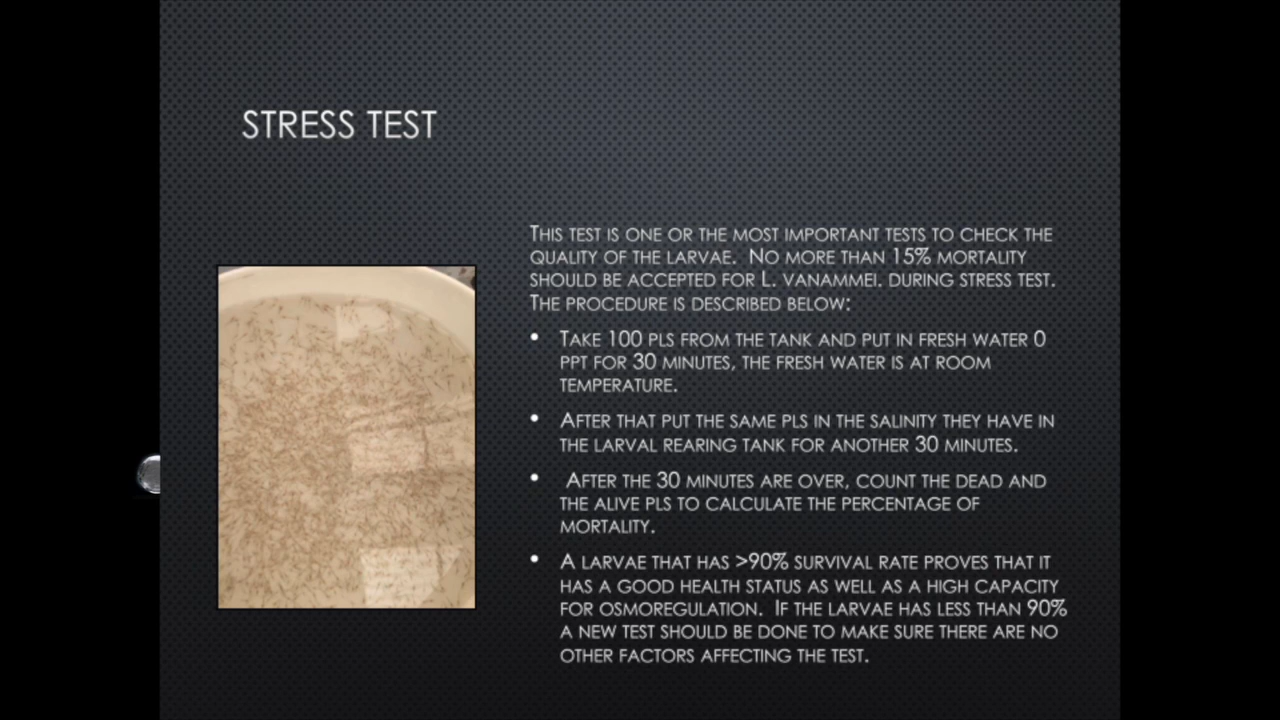 STRESS TEST
THIS TEST IS ONE OR THE MOST IMPORTANT TESTS TO CHECK THE
QUALITY OF THE LARVAE. NO MORE THAN 15% MORTALITY
SHOULD BE ACCEPTED FOR L. VANAMMEI. DURING STRESS TEST.
THE PROCEDURE IS DESCRIBED BELOW:
• TAKE 100 PLS FROM THE TANK AND PUT IN FRESH WATER 0
PPT FOR 30 MINUTES, THE FRESH WATER IS AT ROOM
TEMPERATURE.
• AFTER THAT PUT THE SAME PLS IN THE SALINITY THEY HAVE IN
THE LARVAL REARING TANK FOR ANOTHER 30 MINUTES.
• AFTER THE 30 MINUTES ARE OVER, COUNT THE DEAD AND
THE ALIVE PLS TO CALCULATE THE PERCENTAGE OF
MORTALITY.
• A LARVAE THAT HAS >90% SURVIVAL RATE PROVES THAT IT
HAS A GOOD HEALTH STATUS AS WELL AS A HIGH CAPACITY
FOR OSMOREGULATION. IF THE LARVAE HAS LESS THAN 90%
A NEW TEST SHOULD BE DONE TO MAKE SURE THERE ARE NO
OTHER FACTORS AFFECTING THE TEST.